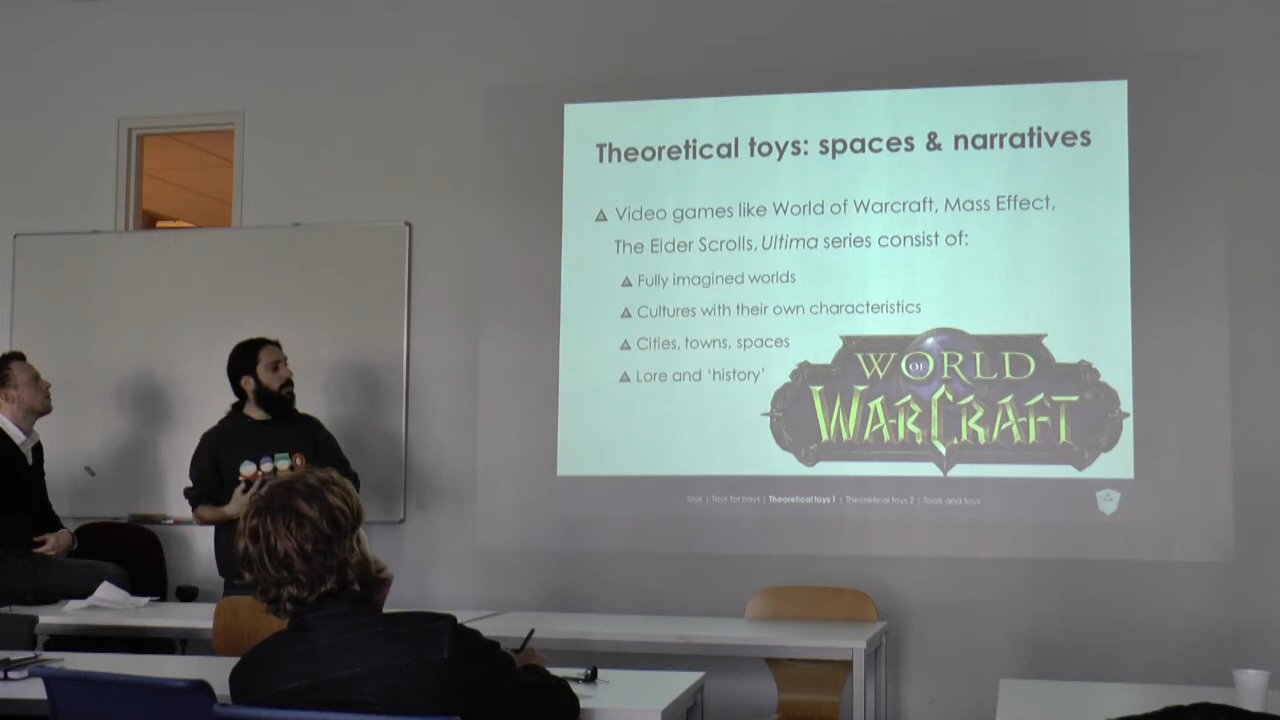 Theoretical toys: spaces & narratives
Video games like World of Warcraft, Mass Effect,
The Elder Scrolls, Ultima series consist of:
Fully imagined worlds
Cultures with their own characteristics
Cities, towns, spaces
Lore and ‘history’
WORLD
OF
WARCRAFT
Toys | Toys for boys | Theoretical toys 1 | Theoretical toys 2 | Tools and toys